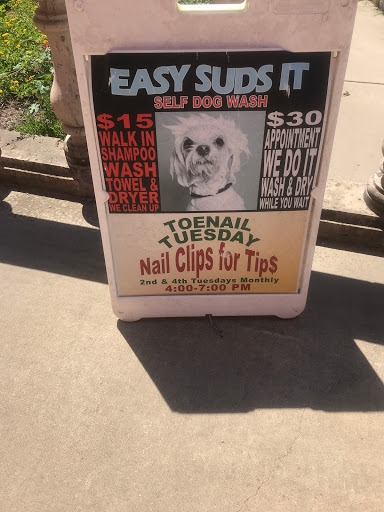 EASY SUDS IT
SELF DOG WASH
$15
WALK IN
SHAMPOO
WASH
TOWEL &
DRYER
WE CLEAN UP
$30
APPOINTMENT
WE DO IT
WASH & DRY
WHILE YOU WAIT
TOENAIL
TUESDAY
Nail Clips for Tip$
2nd & 4th Tuesdays Monthly
4:00-7:00 PM